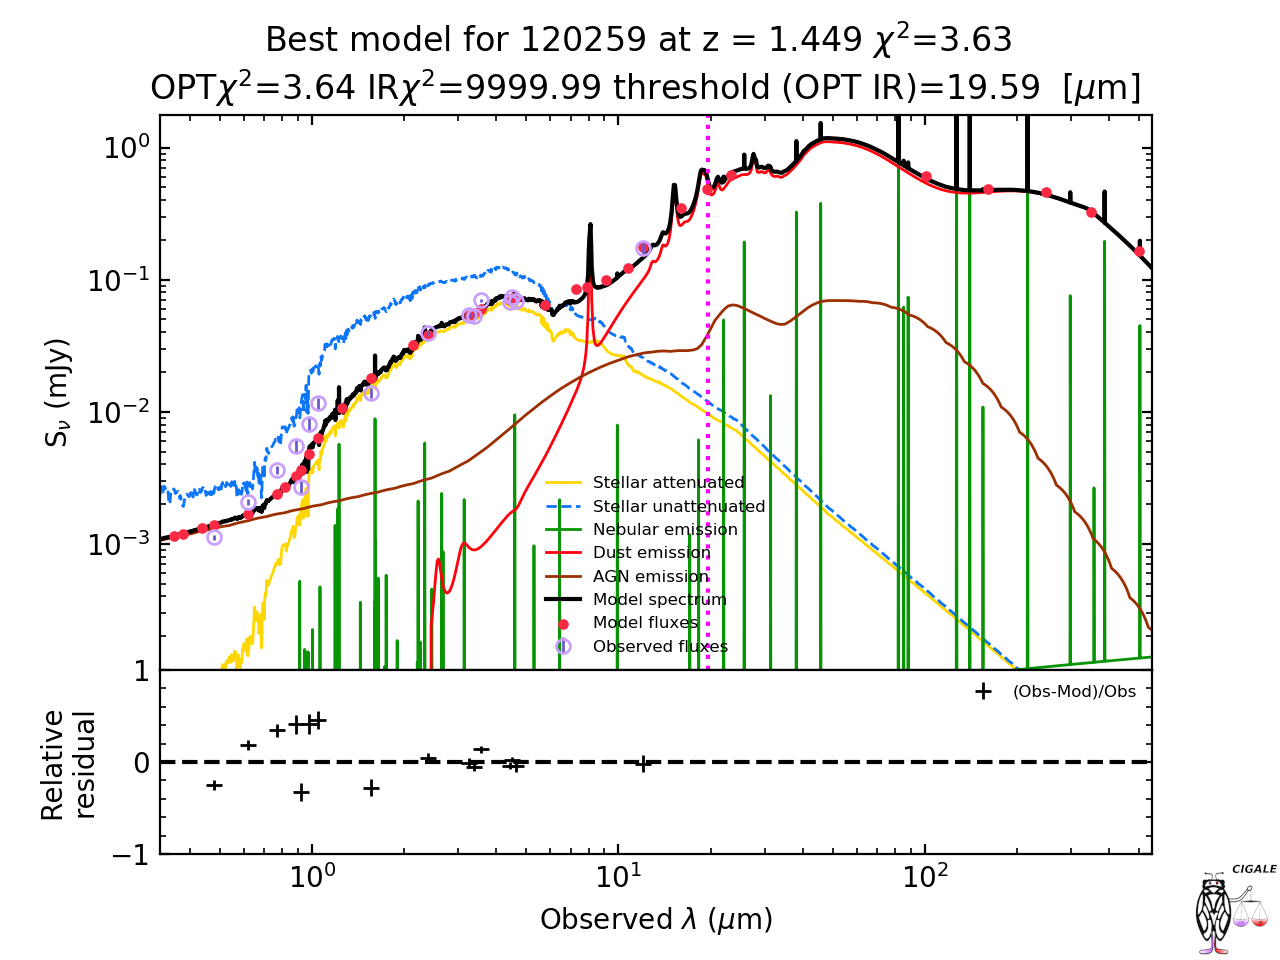 Best model for 120259 at z = 1.449 χ²=3.63
OPTχ²=3.64 IRχ²=9999.99 threshold (OPT IR)=19.59 [μm]
10⁰
10⁻¹
10⁻²
10⁻³
S_ν (mJy)
Stellar attenuated
Stellar unattenuated
Nebular emission
Dust emission
AGN emission
Model spectrum
Model fluxes
Observed fluxes
1
0
−1
Relative
residual
(Obs-Mod)/Obs
10⁰ 10¹ 10²
Observed λ (μm)
CIGALE